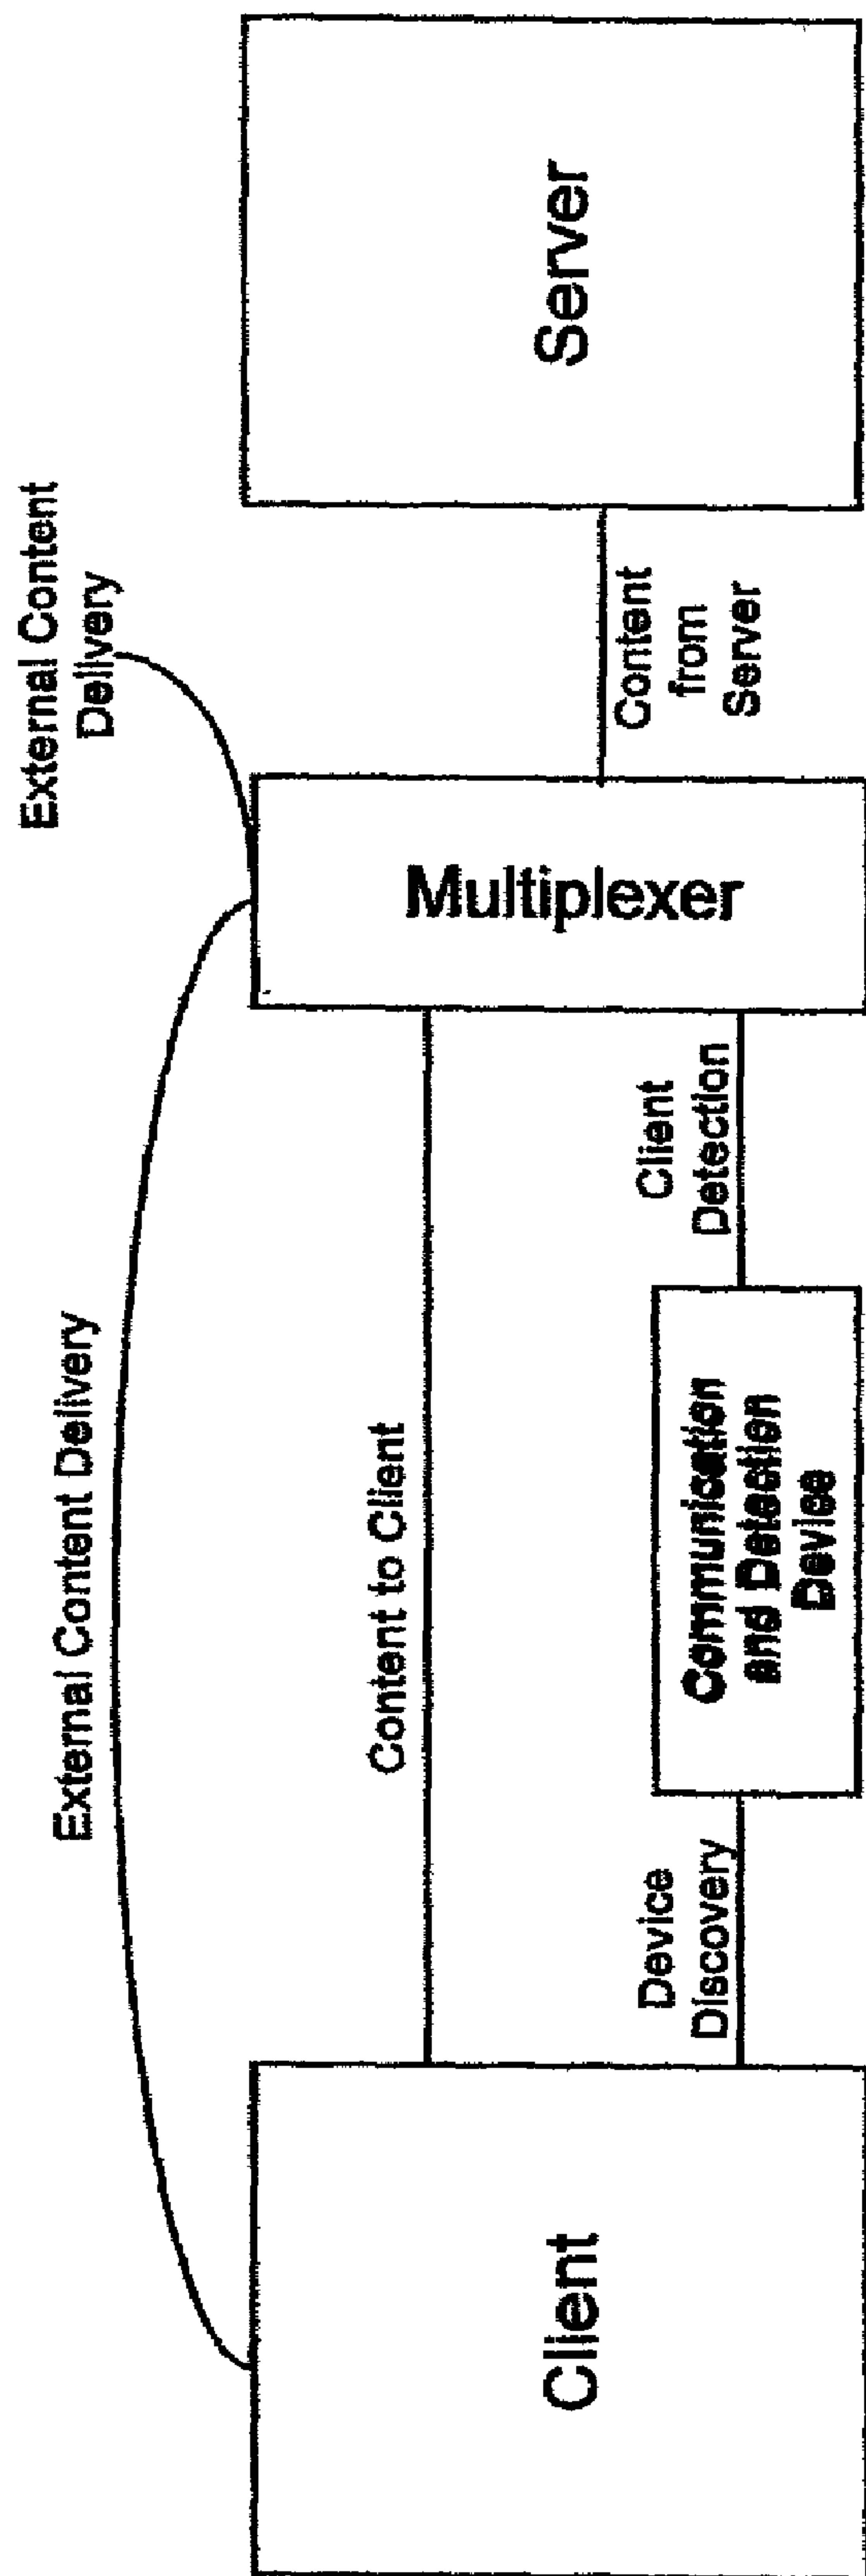 External Content Delivery
External Content
Delivery
Client
Content to Client
Device
Discovery
Communication
and Detection
Device
Client
Detection
Multiplexer
Content
from
Server
Server